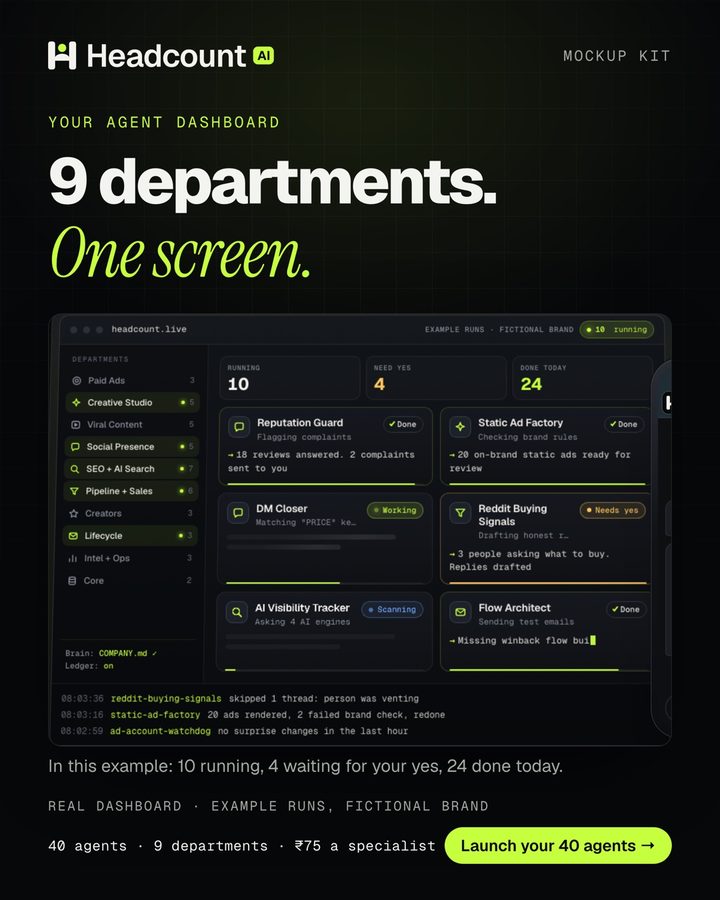 Headcount AI
MOCKUP KIT
YOUR AGENT DASHBOARD
9 departments.
One screen.
headcount.live
EXAMPLE RUNS · FICTIONAL BRAND
10 running
DEPARTMENTS
Paid Ads 3
Creative Studio 5
Viral Content 5
Social Presence 5
SEO + AI Search 7
Pipeline + Sales 6
Creators 3
Lifecycle 3
Intel + Ops 3
Core 2
Brain: COMPANY.md ✓
Ledger: on
RUNNING
10
NEED YES
4
DONE TODAY
24
Reputation Guard
✔ Done
Flagging complaints
→ 18 reviews answered. 2 complaints
sent to you
Static Ad Factory
✔ Done
Checking brand rules
→ 20 on-brand static ads ready for
review
DM Closer
Working
Matching "PRICE" ke…
Reddit Buying
Signals
Needs yes
Drafting honest r…
→ 3 people asking what to buy.
Replies drafted
AI Visibility Tracker
Scanning
Asking 4 AI engines
Flow Architect
✔ Done
Sending test emails
→ Missing winback flow bui
08:03:36 reddit-buying-signals skipped 1 thread: person was venting
08:03:16 static-ad-factory 20 ads rendered, 2 failed brand check, redone
08:02:59 ad-account-watchdog no surprise changes in the last hour
In this example: 10 running, 4 waiting for your yes, 24 done today.
REAL DASHBOARD · EXAMPLE RUNS, FICTIONAL BRAND
40 agents · 9 departments · ₹75 a specialist
Launch your 40 agents →